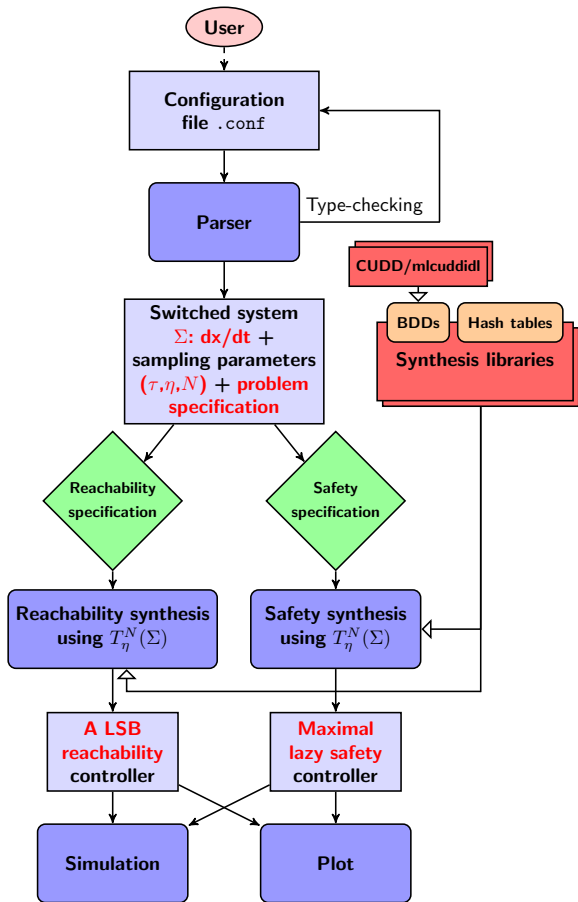 User
Configuration
file .conf
Type-checking
Parser
CUDD/mlcuddidl
BDDs
Hash tables
Synthesis libraries
Switched system
Σ: dx/dt +
sampling parameters
(τ,η,N) + problem
specification
Reachability
specification
Safety
specification
Reachability synthesis
using T_η^N(Σ)
Safety synthesis
using T_η^N(Σ)
A LSB
reachability
controller
Maximal
lazy safety
controller
Simulation
Plot